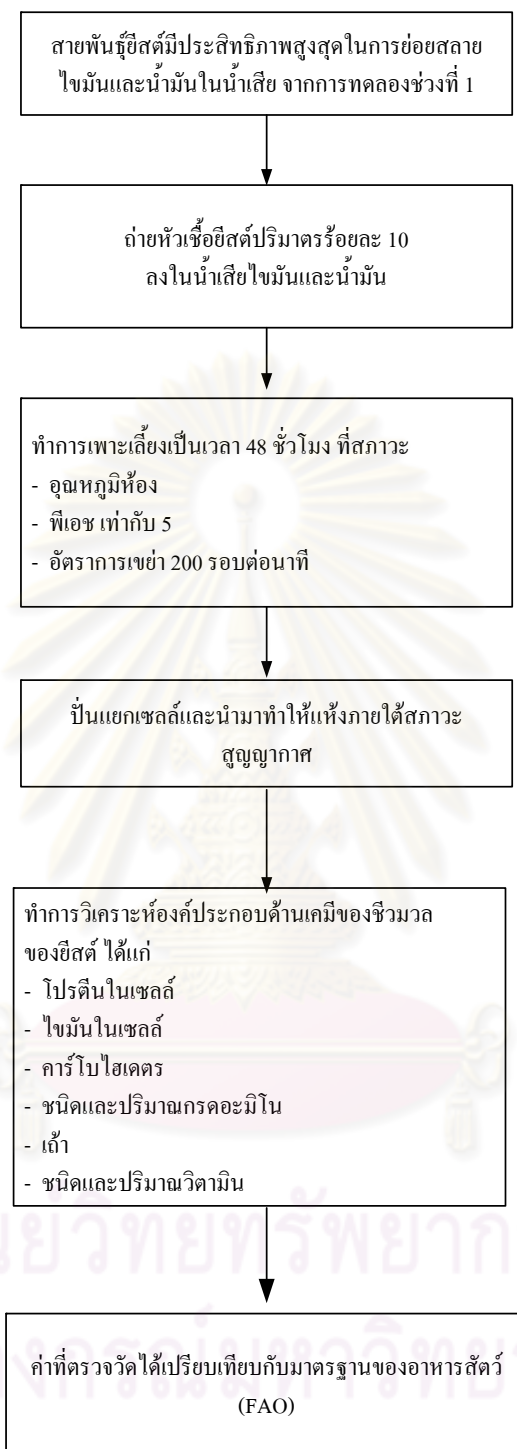 สายพันธุ์ยีสต์มีประสิทธิภาพสูงสุดในการย่อยสลาย
ไขมันและน้ำมันในน้ำเสีย จากการทดลองช่วงที่ 1
ถ่ายหัวเชื้อยีสต์ปริมาตรร้อยละ 10
ลงในน้ำเสียไขมันและน้ำมัน
ทำการเพาะเลี้ยงเป็นเวลา 48 ชั่วโมง ที่สภาวะ
- อุณหภูมิห้อง
- พีเอช เท่ากับ 5
- อัตราการเขย่า 200 รอบต่อนาที
ปั่นแยกเซลล์และนำมาทำให้แห้งภายใต้สภาวะ
สูญญากาศ
ทำการวิเคราะห์องค์ประกอบด้านเคมีของชีวมวล
ของยีสต์ ได้แก่
- โปรตีนในเซลล์
- ไขมันในเซลล์
- คาร์โบไฮเดตร
- ชนิดและปริมาณกรดอะมิโน
- เถ้า
- ชนิดและปริมาณวิตามิน
ค่าที่ตรวจวัดได้เปรียบเทียบกับมาตรฐานของอาหารสัตว์
(FAO)